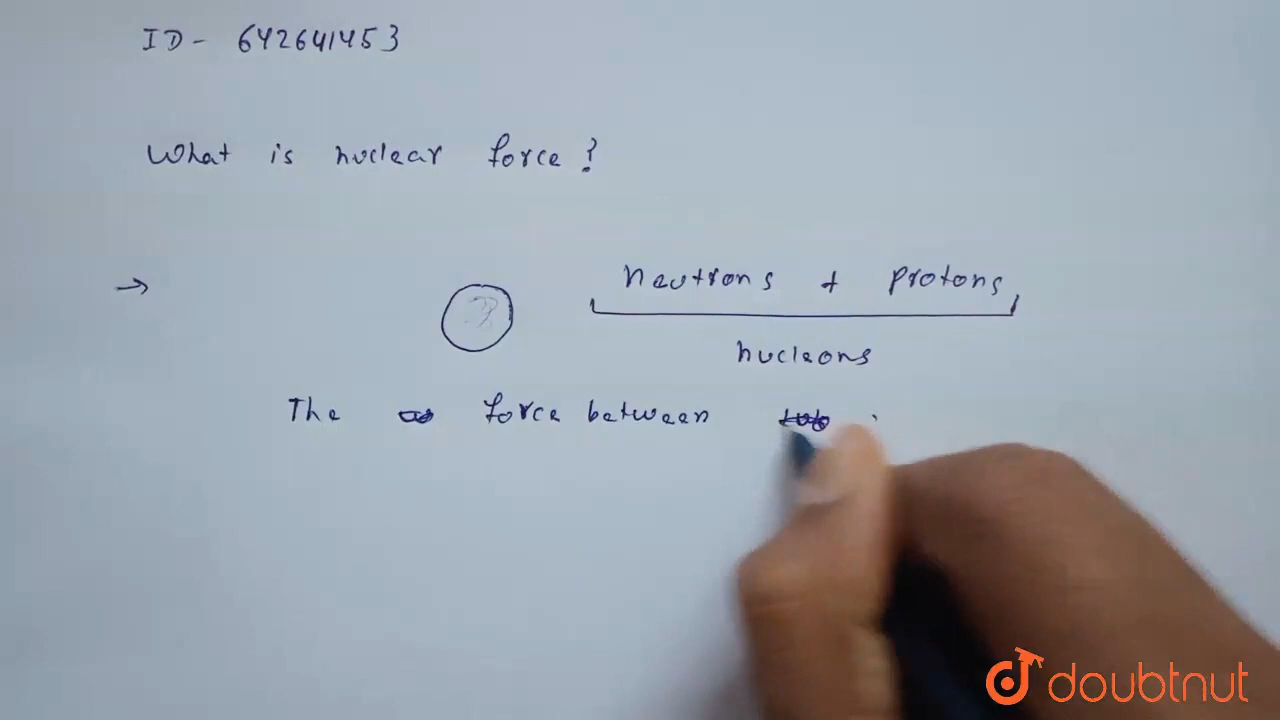 ID- 642641453
What is nuclear force?
→ neutrons + protons
nucleons
The force between
doubtnut